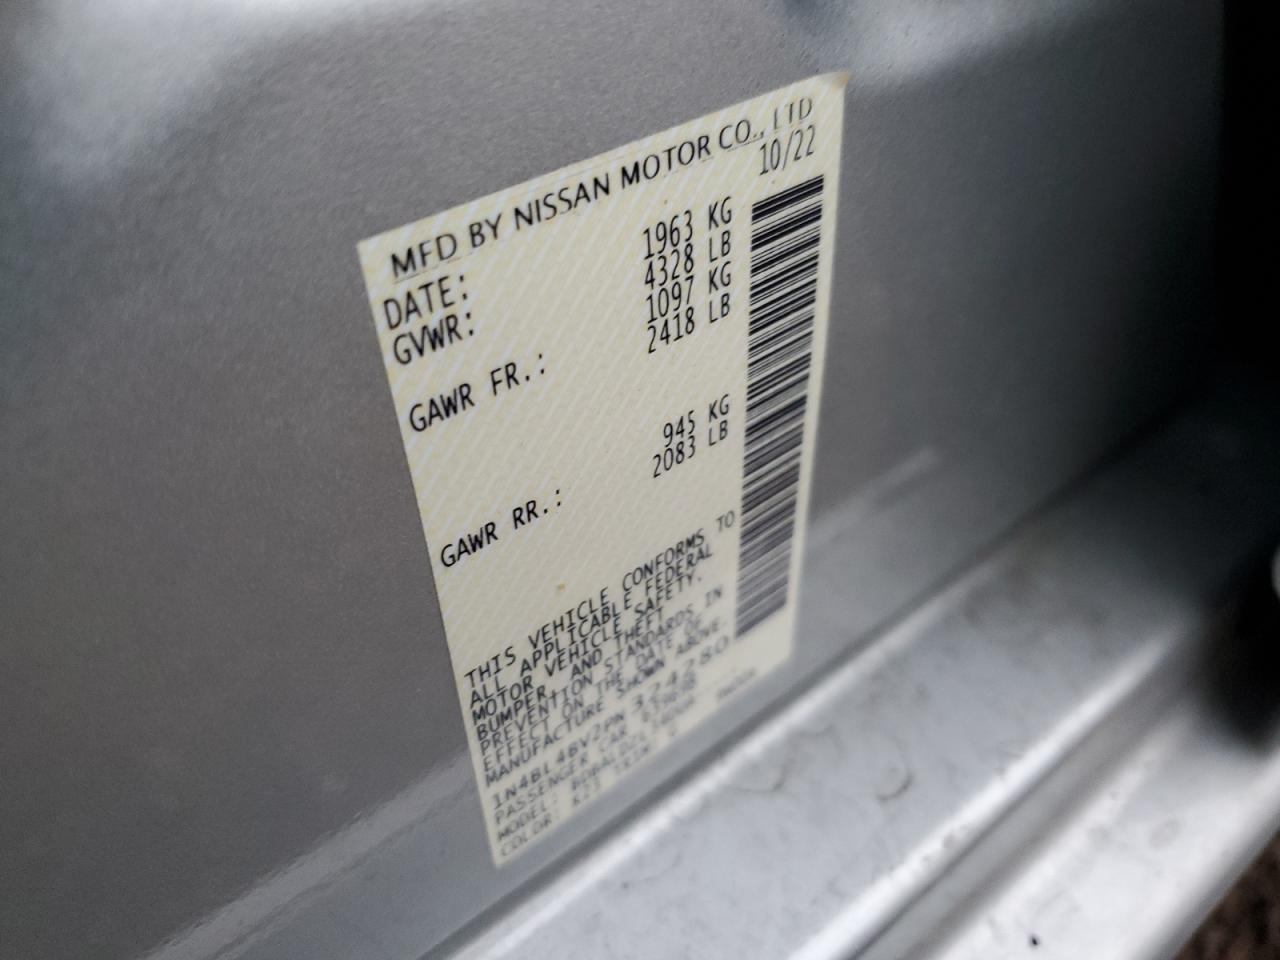 MFD BY NISSAN MOTOR CO., LTD
DATE: 10/22
GVWR: 1963 KG
4328 LB
GAWR FR.: 1097 KG
2418 LB
GAWR RR.: 945 KG
2083 LB
THIS VEHICLE CONFORMS TO
ALL APPLICABLE FEDERAL
MOTOR VEHICLE SAFETY,
BUMPER, AND THEFT
PREVENTION STANDARDS IN
EFFECT ON THE DATE OF
MANUFACTURE SHOWN ABOVE.
1N4BL4BV2PN 324280
PASSENGER CAR
MODEL:
COLOR: K23 TRIM: G